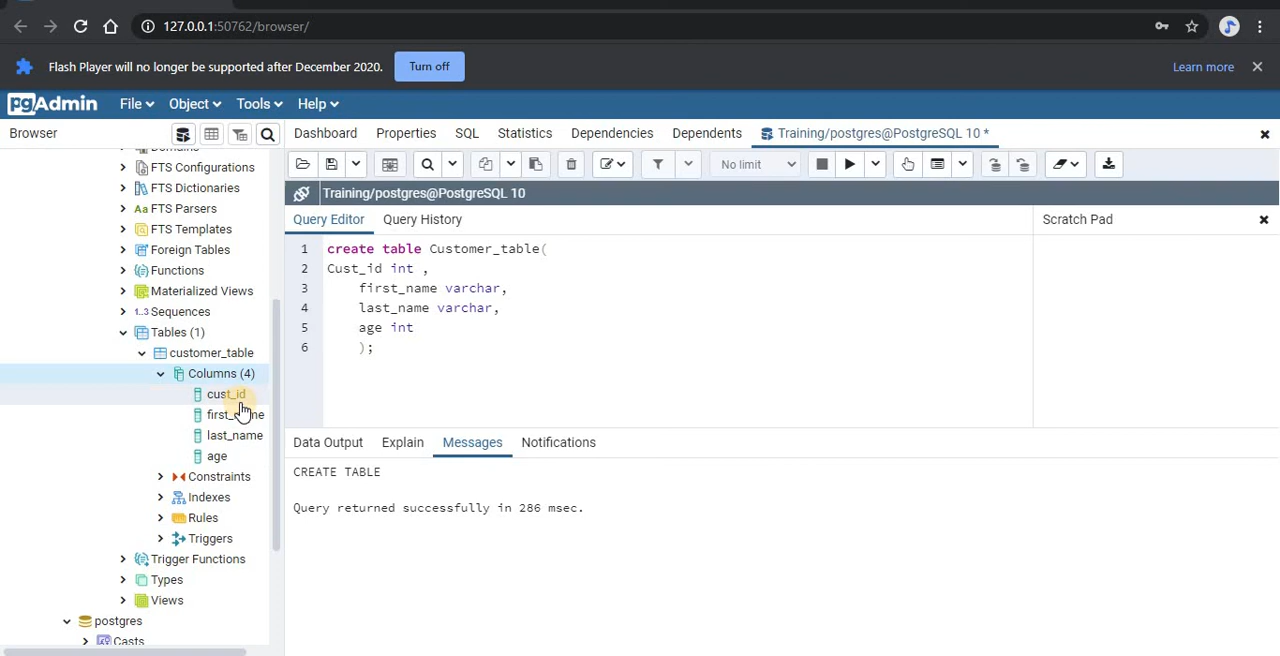 127.0.0.1:50762/browser/
Flash Player will no longer be supported after December 2020. Turn off Learn more
pgAdmin File Object Tools Help
Browser
Dashboard Properties SQL Statistics Dependencies Dependents Training/postgres@PostgreSQL 10 *
No limit
Training/postgres@PostgreSQL 10
Query Editor Query History Scratch Pad
FTS Configurations
FTS Dictionaries
Aa FTS Parsers
FTS Templates
Foreign Tables
Functions
Materialized Views
1..3 Sequences
Tables (1)
customer_table
Columns (4)
cust_id
last_name
age
Constraints
Indexes
Rules
Triggers
Trigger Functions
Types
Views
postgres
Casts
1 create table Customer_table(
2 Cust_id int ,
3 first_name varchar,
4 last_name varchar,
5 age int
6 );
Data Output Explain Messages Notifications
CREATE TABLE
Query returned successfully in 286 msec.